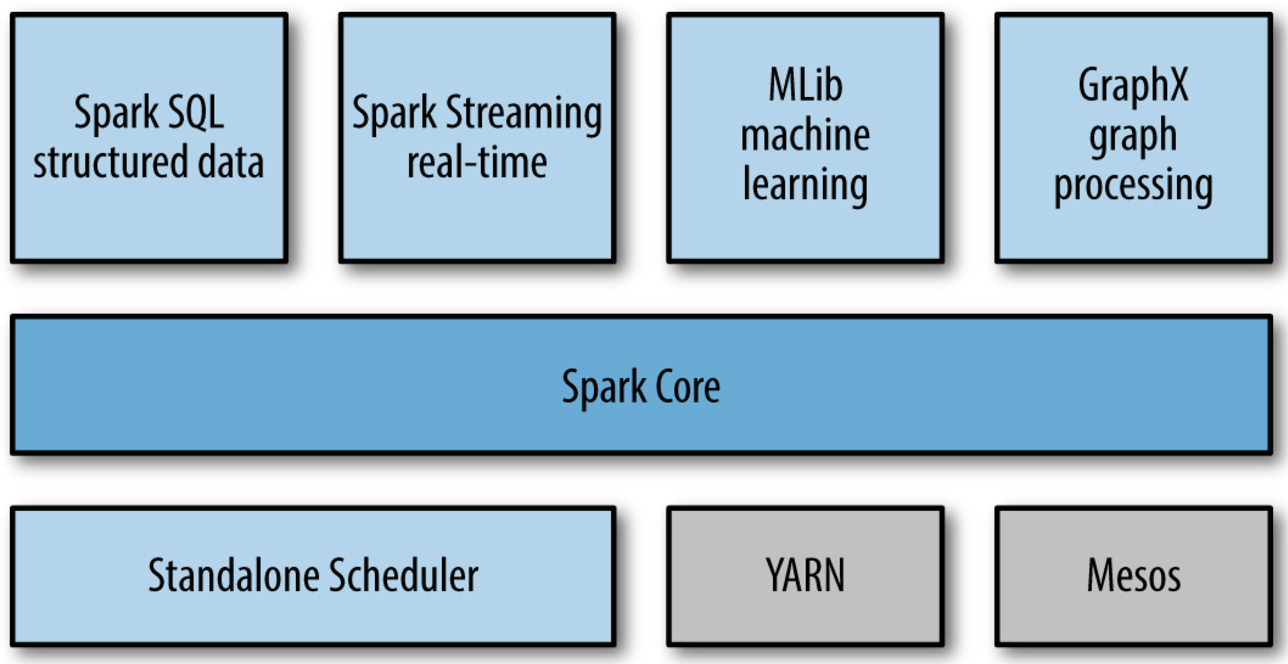 Spark SQL
structured data
Spark Streaming
real-time
MLib
machine
learning
GraphX
graph
processing
Spark Core
Standalone Scheduler
YARN
Mesos